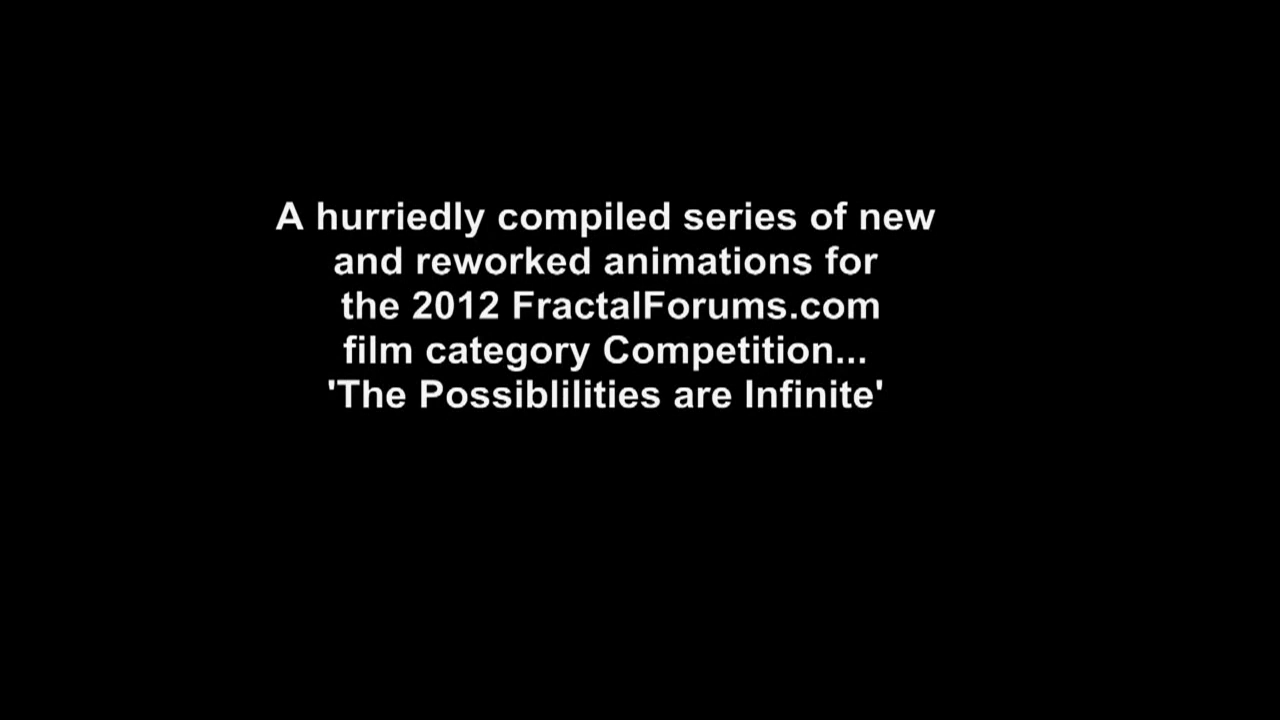 A hurriedly compiled series of new
and reworked animations for
the 2012 FractalForums.com
film category Competition...
'The Possiblilities are Infinite'